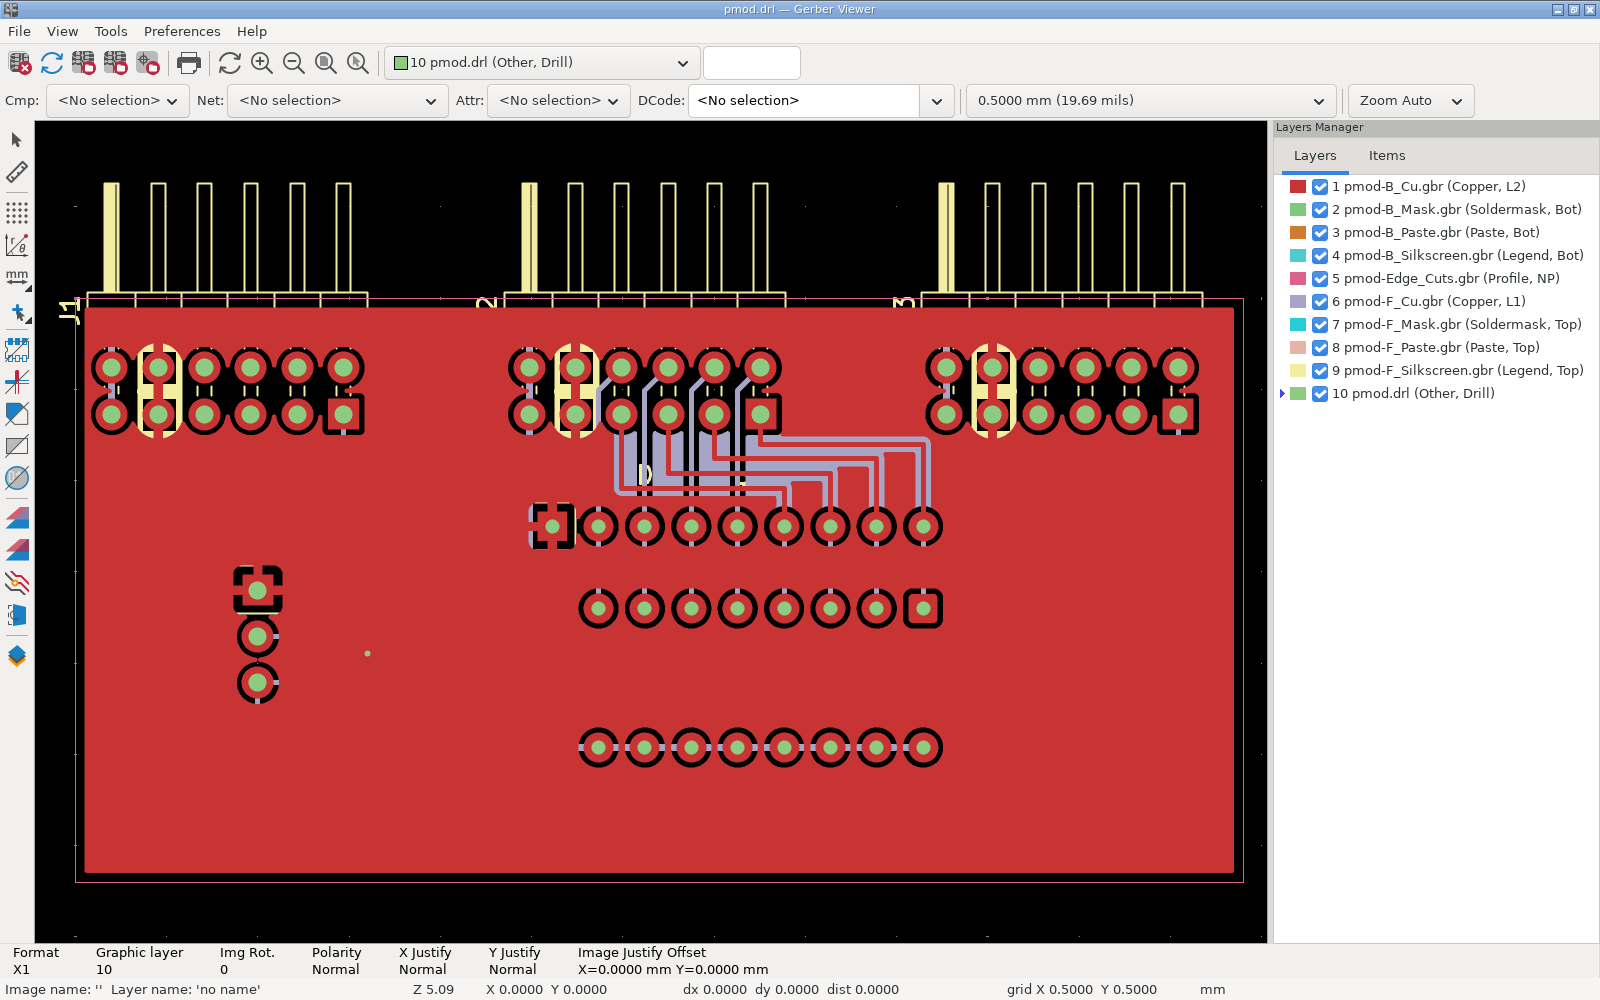 pmod.drl — Gerber Viewer
File View Tools Preferences Help
10 pmod.drl (Other, Drill)
Cmp: <No selection> Net: <No selection> Attr: <No selection> DCode: <No selection> 0.5000 mm (19.69 mils) Zoom Auto
Layers Manager
Layers Items
1 pmod-B_Cu.gbr (Copper, L2)
2 pmod-B_Mask.gbr (Soldermask, Bot)
3 pmod-B_Paste.gbr (Paste, Bot)
4 pmod-B_Silkscreen.gbr (Legend, Bot)
5 pmod-Edge_Cuts.gbr (Profile, NP)
6 pmod-F_Cu.gbr (Copper, L1)
7 pmod-F_Mask.gbr (Soldermask, Top)
8 pmod-F_Paste.gbr (Paste, Top)
9 pmod-F_Silkscreen.gbr (Legend, Top)
10 pmod.drl (Other, Drill)
mm
J1
Format Graphic layer Img Rot. Polarity X Justify Y Justify Image Justify Offset
X1 10 0 Normal Normal Normal X=0.0000 mm Y=0.0000 mm
Image name: '' Layer name: 'no name' Z 5.09 X 0.0000 Y 0.0000 dx 0.0000 dy 0.0000 dist 0.0000 grid X 0.5000 Y 0.5000 mm